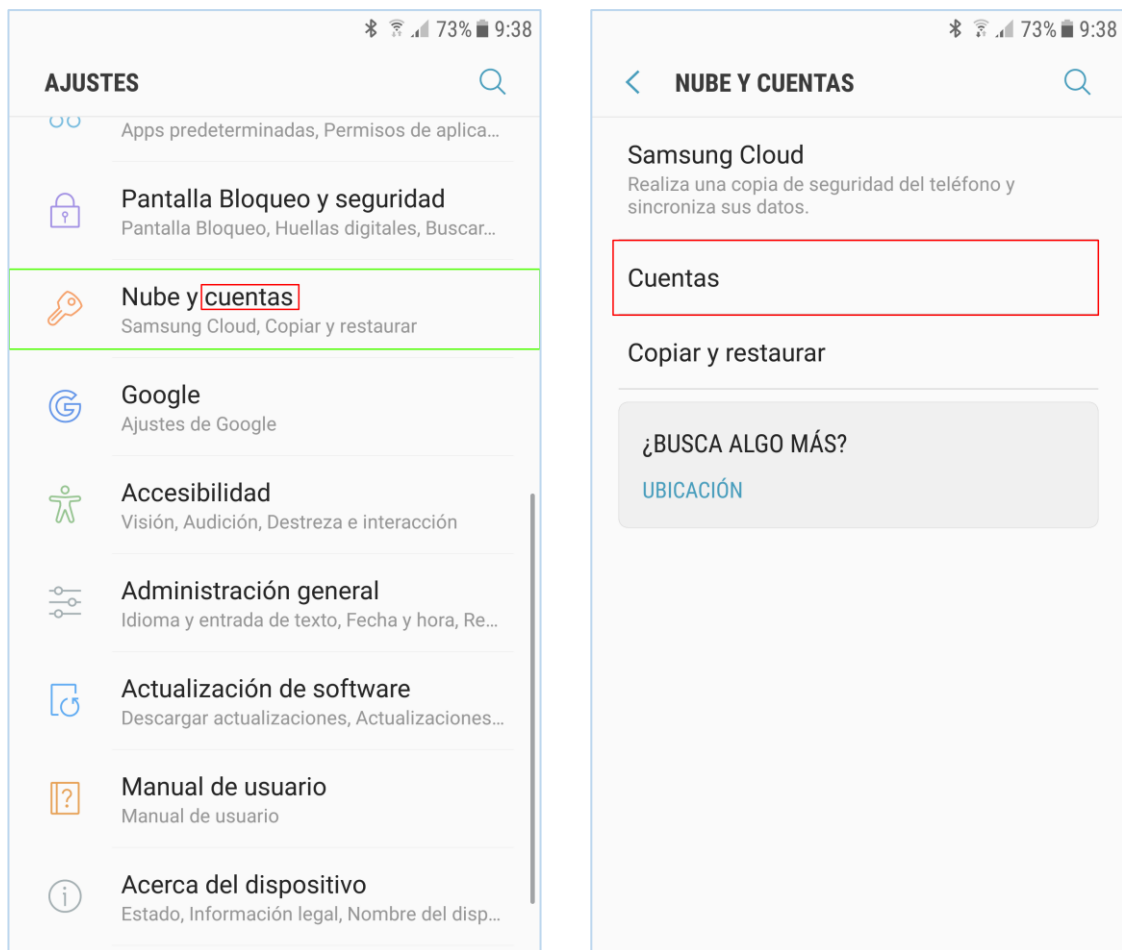 73% 9:38
AJUSTES
Apps predeterminadas, Permisos de aplica...
Pantalla Bloqueo y seguridad
Pantalla Bloqueo, Huellas digitales, Buscar...
Nube y cuentas
Samsung Cloud, Copiar y restaurar
Google
Ajustes de Google
Accesibilidad
Visión, Audición, Destreza e interacción
Administración general
Idioma y entrada de texto, Fecha y hora, Re...
Actualización de software
Descargar actualizaciones, Actualizaciones...
Manual de usuario
Manual de usuario
Acerca del dispositivo
Estado, Información legal, Nombre del disp...
73% 9:38
NUBE Y CUENTAS
Samsung Cloud
Realiza una copia de seguridad del teléfono y
sincroniza sus datos.
Cuentas
Copiar y restaurar
¿BUSCA ALGO MÁS?
UBICACIÓN